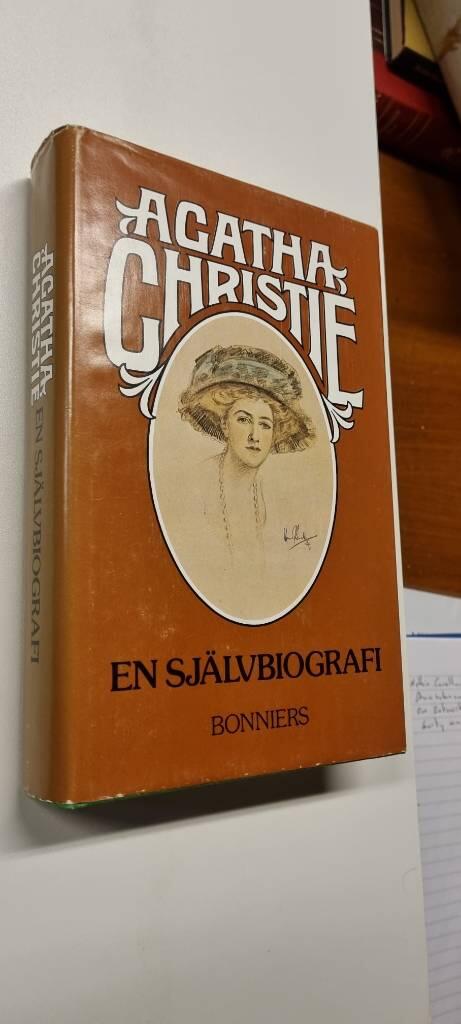 AGATHA
CHRISTIE
EN SJÄLVBIOGRAFI
BONNIERS
AGATHA
CHRISTIE
EN SJÄLVBIOGRAFI